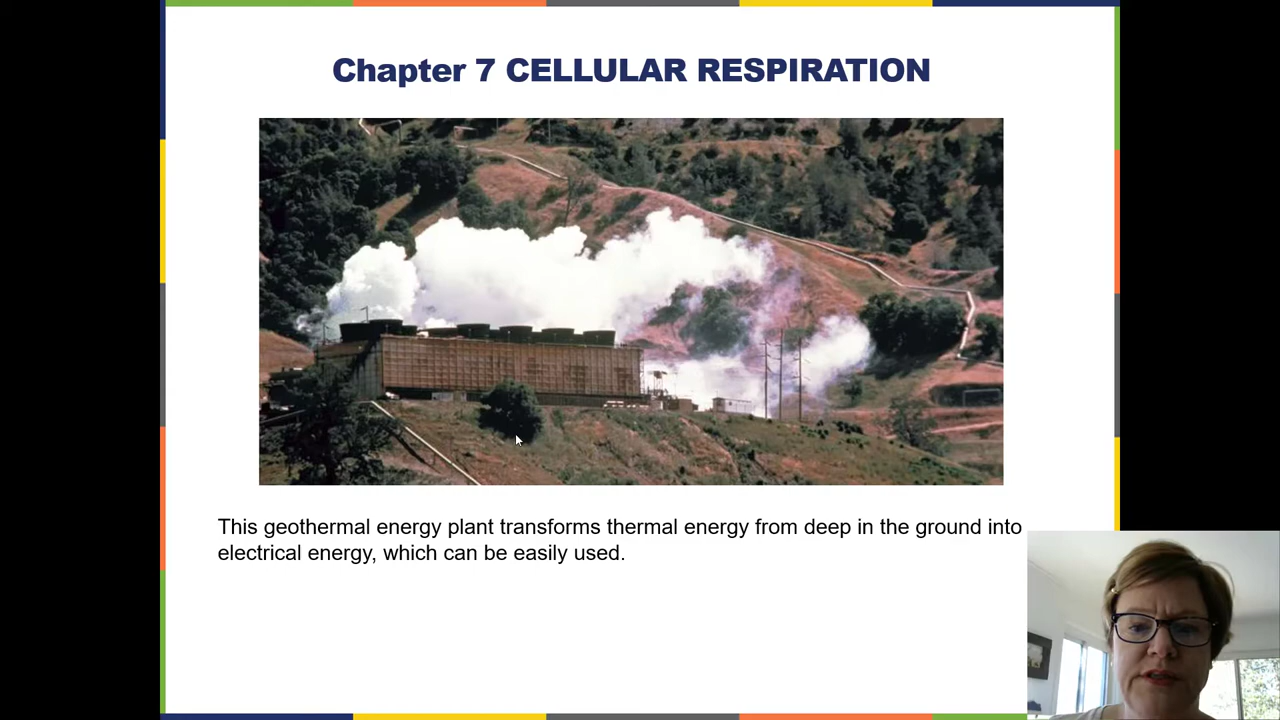 Chapter 7 CELLULAR RESPIRATION
This geothermal energy plant transforms thermal energy from deep in the ground into
electrical energy, which can be easily used.